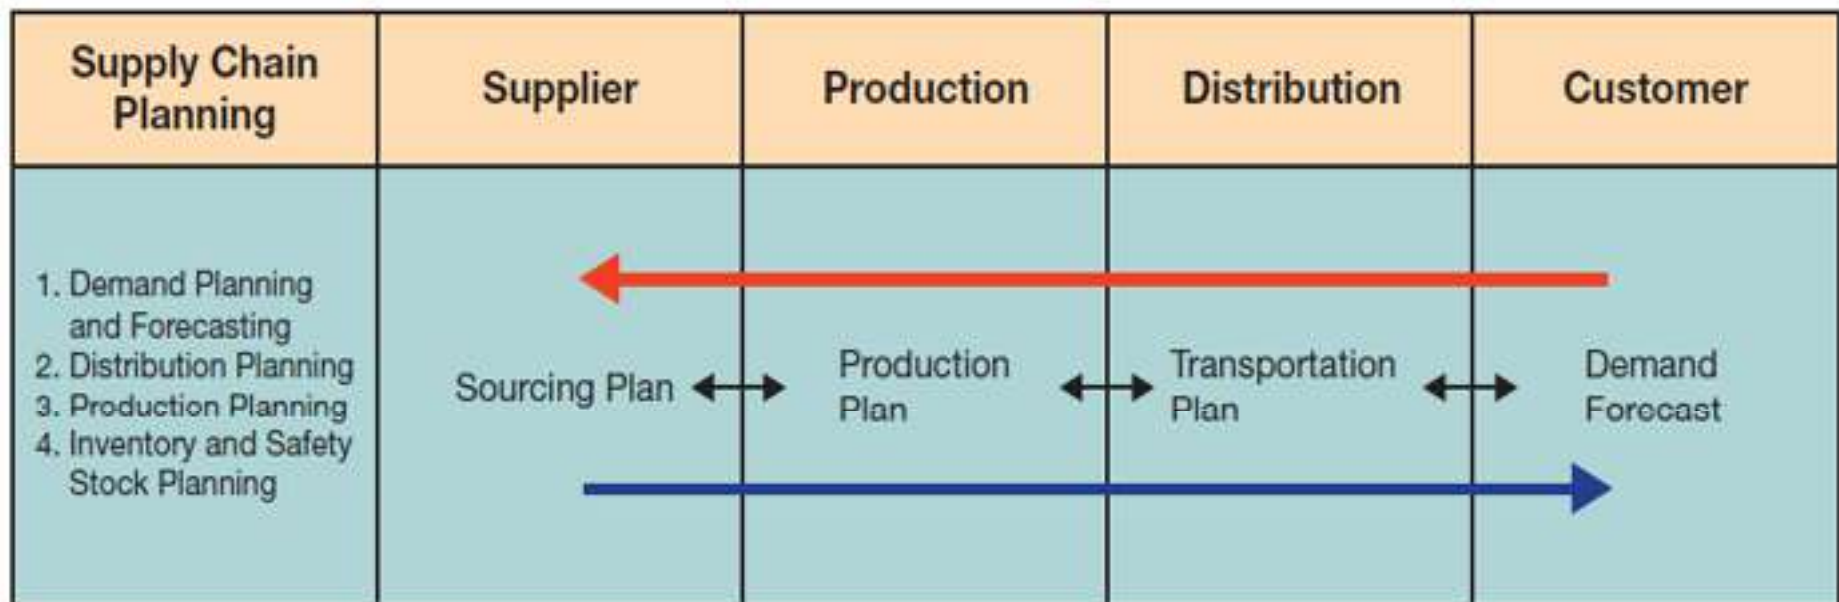 Supply Chain
Planning
Supplier
Production
Distribution
Customer
1. Demand Planning
and Forecasting
2. Distribution Planning
3. Production Planning
4. Inventory and Safety
Stock Planning
Sourcing Plan
Production
Plan
Transportation
Plan
Demand
Forecast